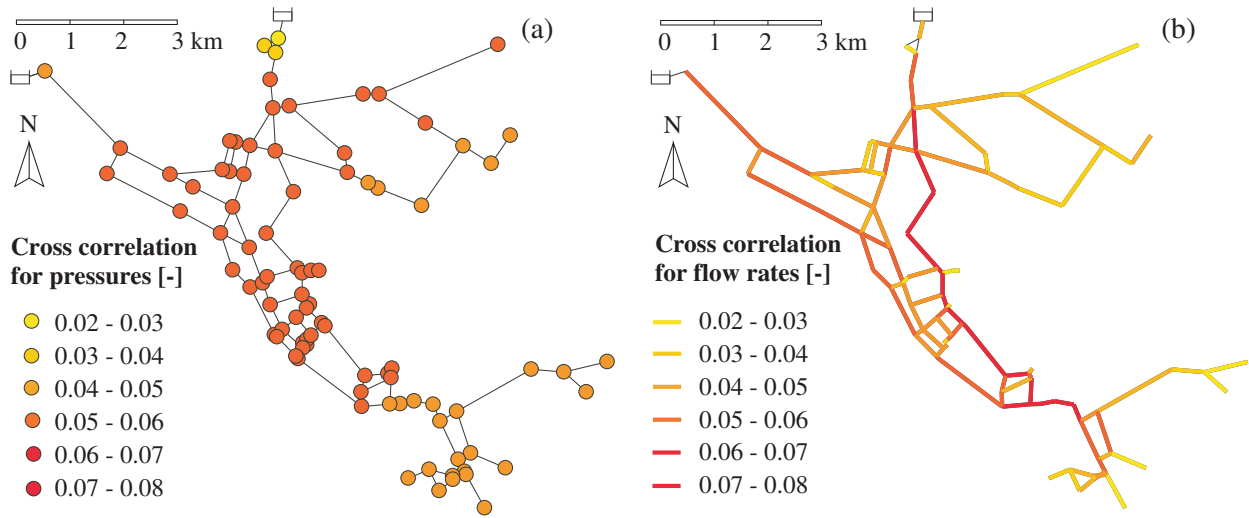 (a)
0 1 2 3 km
N
Cross correlation
for pressures [-]
0.02 - 0.03
0.03 - 0.04
0.04 - 0.05
0.05 - 0.06
0.06 - 0.07
0.07 - 0.08
(b)
0 1 2 3 km
N
Cross correlation
for flow rates [-]
0.02 - 0.03
0.03 - 0.04
0.04 - 0.05
0.05 - 0.06
0.06 - 0.07
0.07 - 0.08